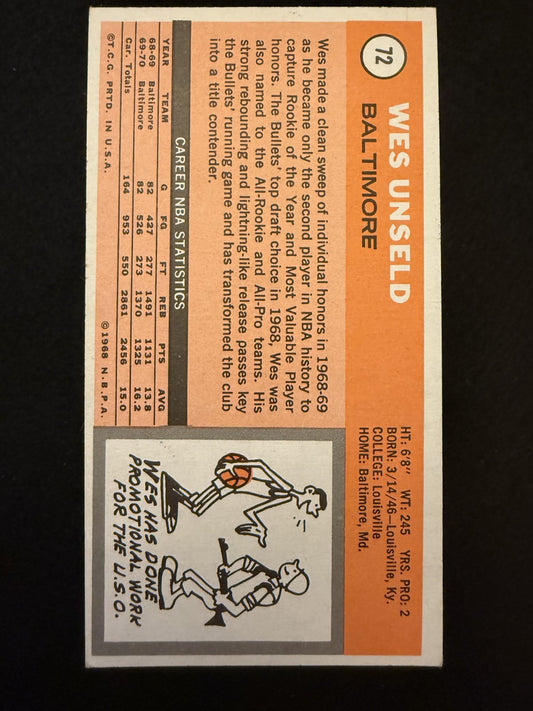 72
WES UNSELD
BALTIMORE
HT: 6'8" WT: 245 YRS. PRO: 2
BORN: 3/14/46—Louisville, Ky.
COLLEGE: Louisville
HOME: Baltimore, Md.
Wes made a clean sweep of individual honors in 1968-69
as he became only the second player in NBA history to
capture Rookie of the Year and Most Valuable Player
honors. The Bullets' top draft choice in 1968, Wes was
also named to the All-Rookie and All-Pro teams. His
strong rebounding and lightning-like release passes key
the Bullets' running game and has transformed the club
into a title contender.
CAREER NBA STATISTICS
YEAR TEAM G FG FT REB PTS AVG
68-69 Baltimore 82 427 277 1491 1131 13.8
69-70 Baltimore 82 526 273 1370 1325 16.2
Car. Totals 164 953 550 2861 2456 15.0
©T.C.G. PRTD. IN U.S.A. ©1968 N.B.P.A.
WES HAS DONE
PROMOTIONAL WORK
FOR THE U.S.O.